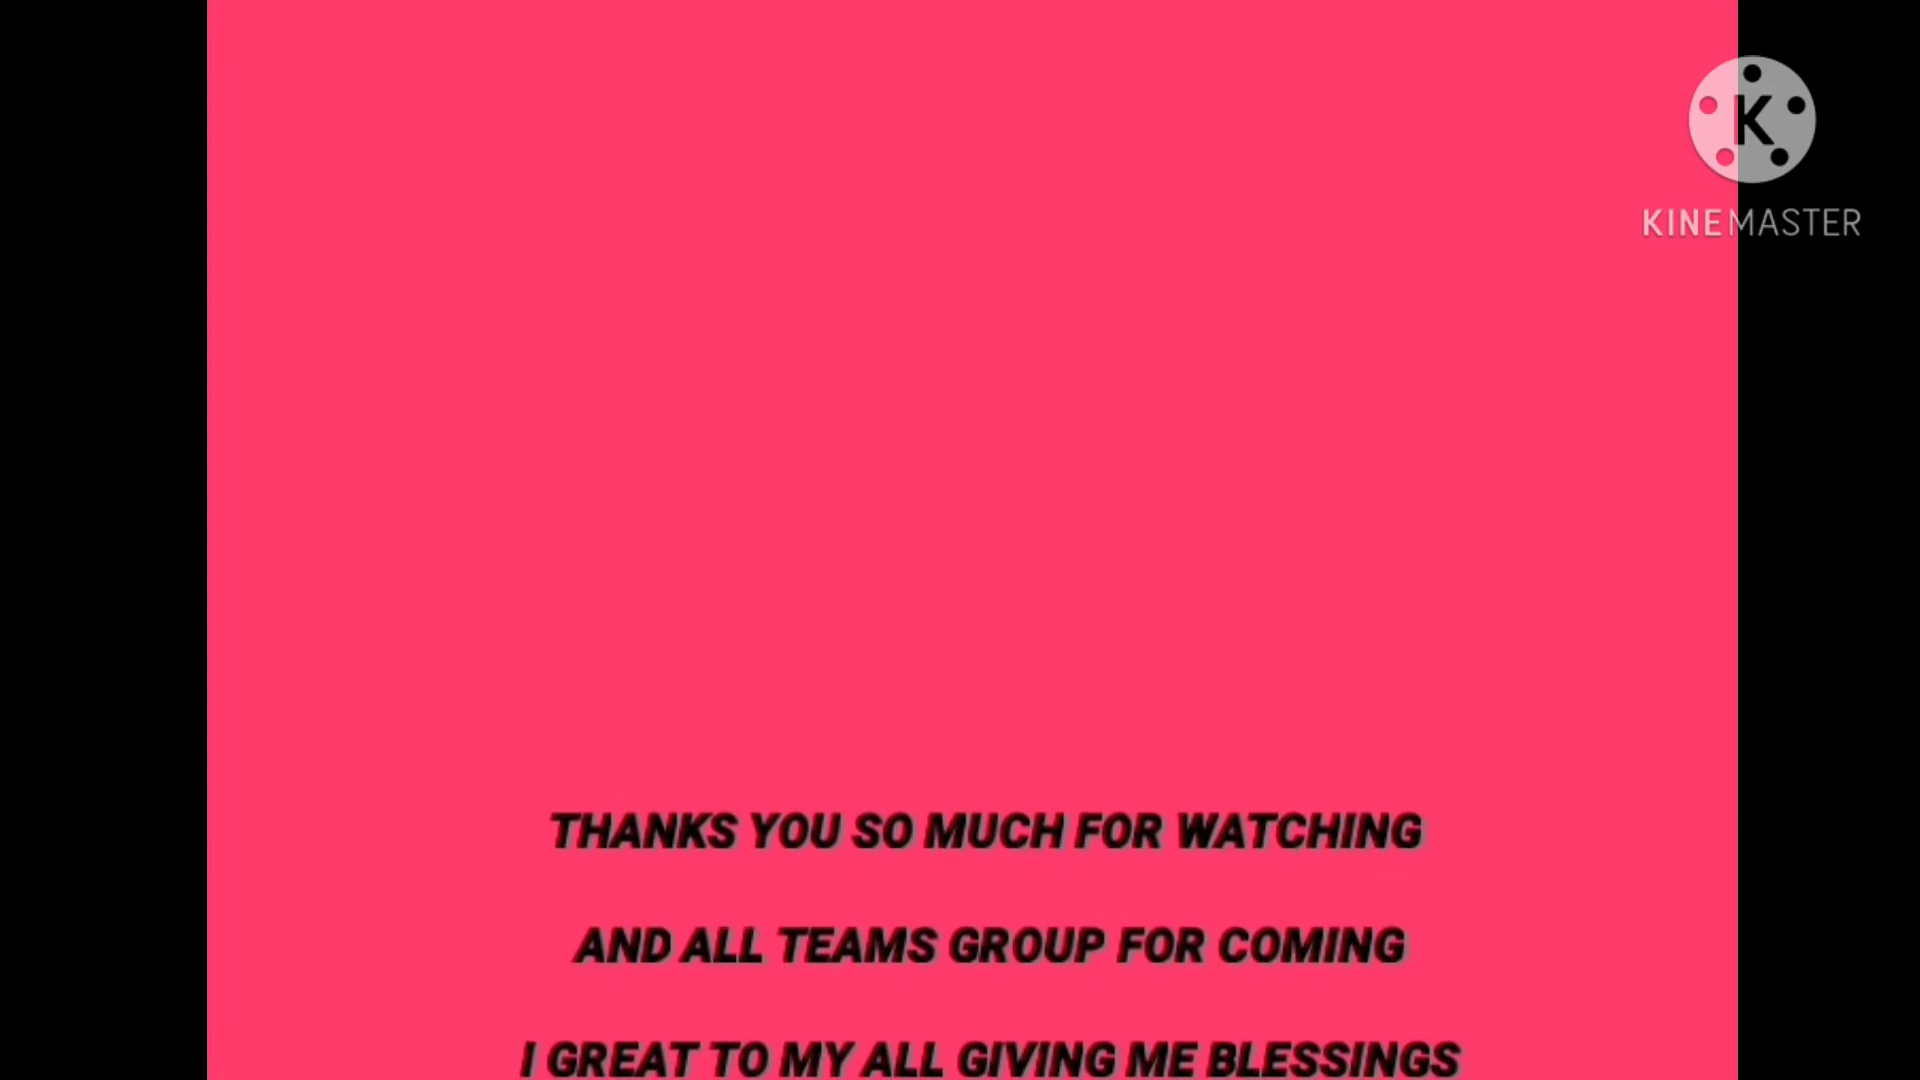 K
KINEMASTER
THANKS YOU SO MUCH FOR WATCHING
AND ALL TEAMS GROUP FOR COMING
I GREAT TO MY ALL GIVING ME BLESSINGS